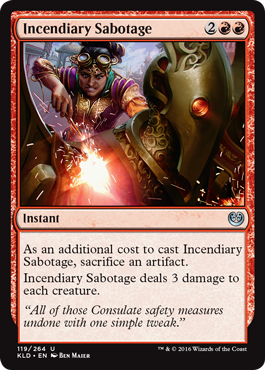 Incendiary Sabotage 2
Instant
As an additional cost to cast Incendiary
Sabotage, sacrifice an artifact.
Incendiary Sabotage deals 3 damage to
each creature.
“All of those Consulate safety measures
undone with one simple tweak.”
119/264 U
KLD • EN Ben Maier ™ & © 2016 Wizards of the Coast